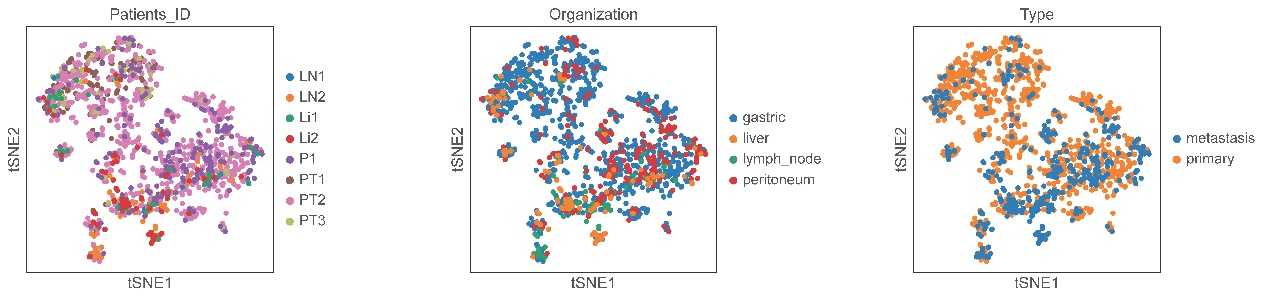 Patients_ID
tSNE2
tSNE1
LN1
LN2
Li1
Li2
P1
PT1
PT2
PT3
Organization
tSNE2
tSNE1
gastric
liver
lymph_node
peritoneum
Type
tSNE2
tSNE1
metastasis
primary